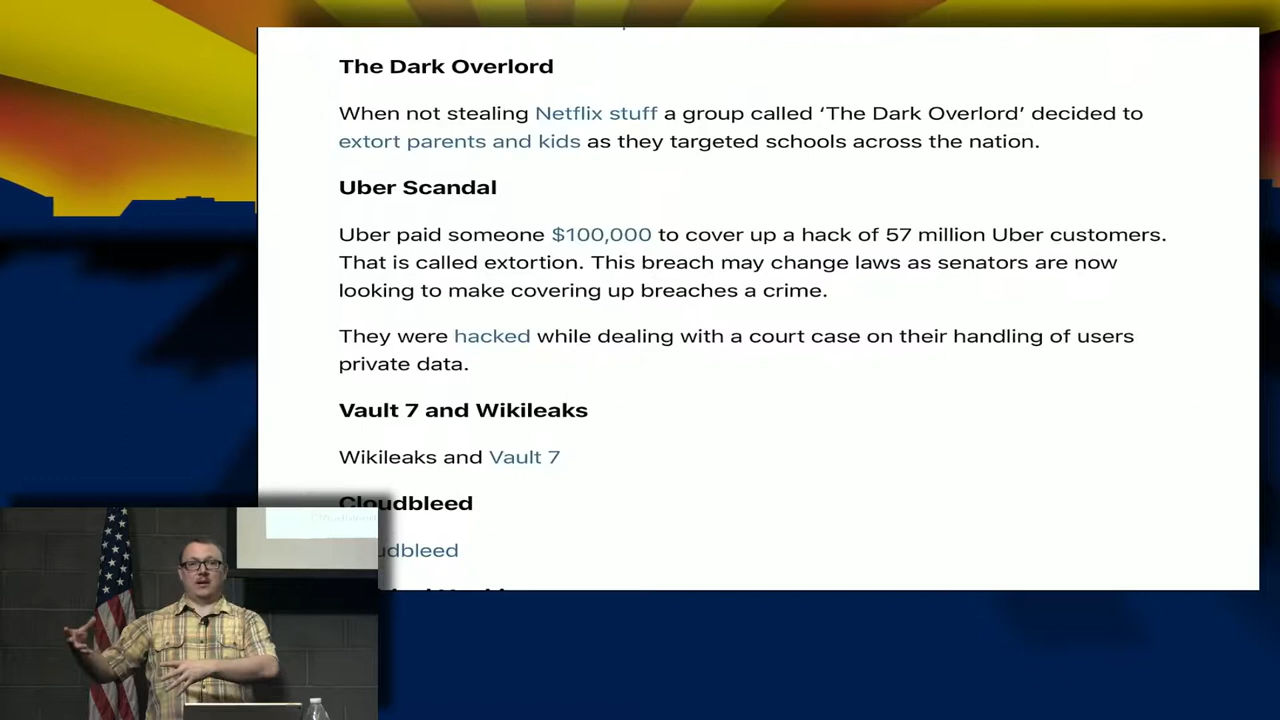 The Dark Overlord
When not stealing Netflix stuff a group called ‘The Dark Overlord’ decided to
extort parents and kids as they targeted schools across the nation.
Uber Scandal
Uber paid someone $100,000 to cover up a hack of 57 million Uber customers.
That is called extortion. This breach may change laws as senators are now
looking to make covering up breaches a crime.
They were hacked while dealing with a court case on their handling of users
private data.
Vault 7 and Wikileaks
Wikileaks and Vault 7
Cloudbleed
udbleed